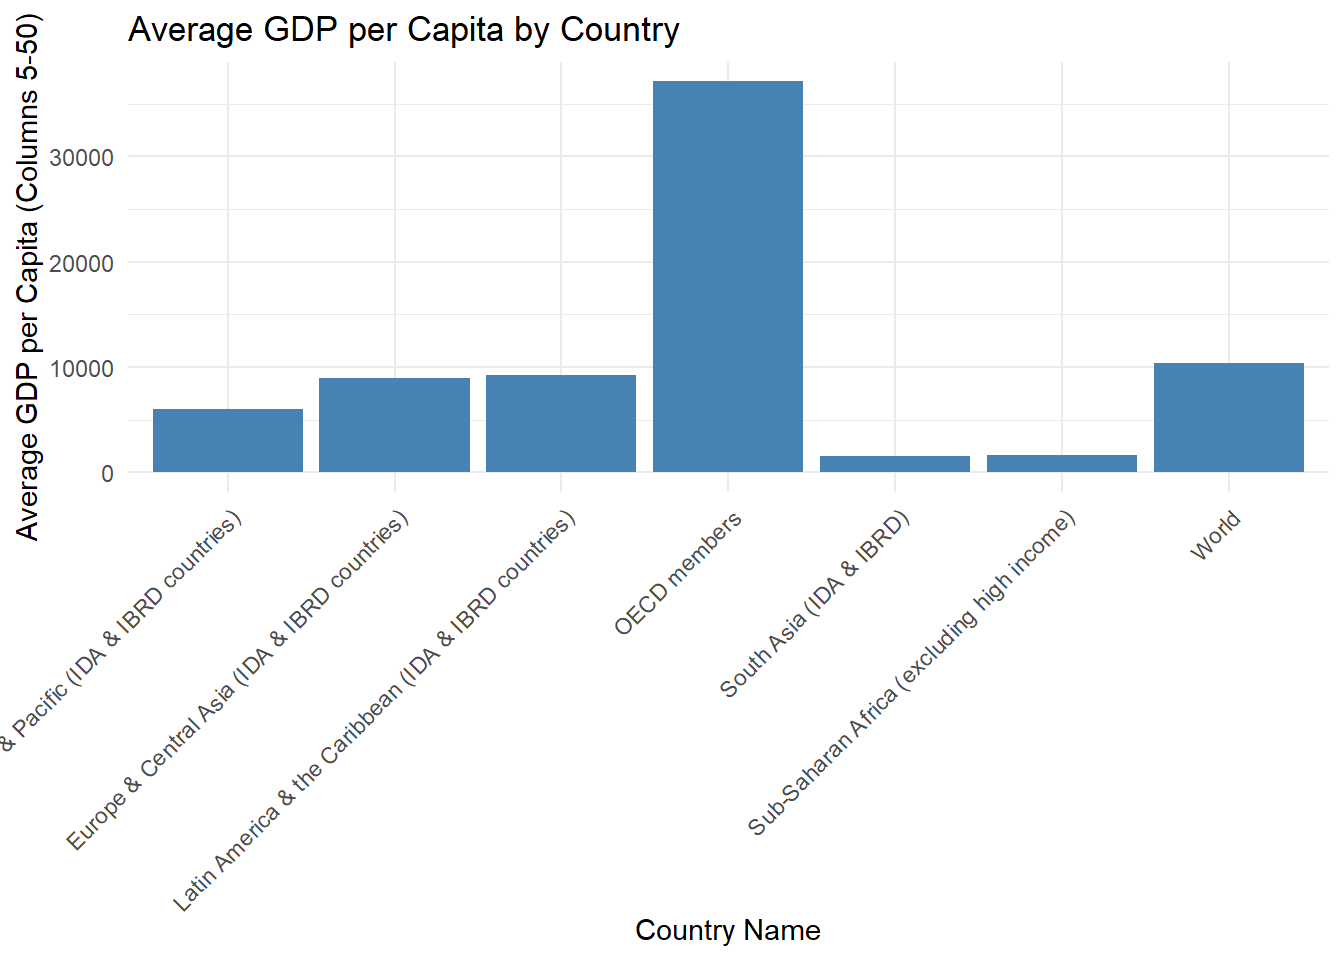 Average GDP per Capita by Country
Average GDP per Capita (Columns 5-50)
30000
20000
10000
0
& Pacific (IDA & IBRD countries)
Europe & Central Asia (IDA & IBRD countries)
Latin America & the Caribbean (IDA & IBRD countries)
OECD members
South Asia (IDA & IBRD)
Sub-Saharan Africa (excluding high income)
World
Country Name